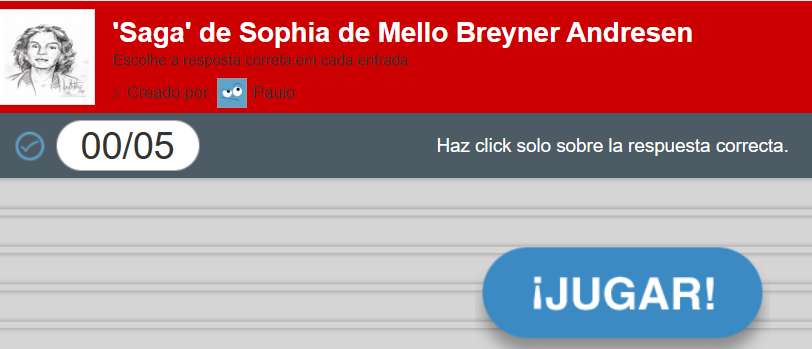 'Saga' de Sophia de Mello Breyner Andresen
Escolhe a resposta correta em cada entrada.
> Creado por Paulo
00/05
Haz click solo sobre la respuesta correcta.
¡JUGAR!